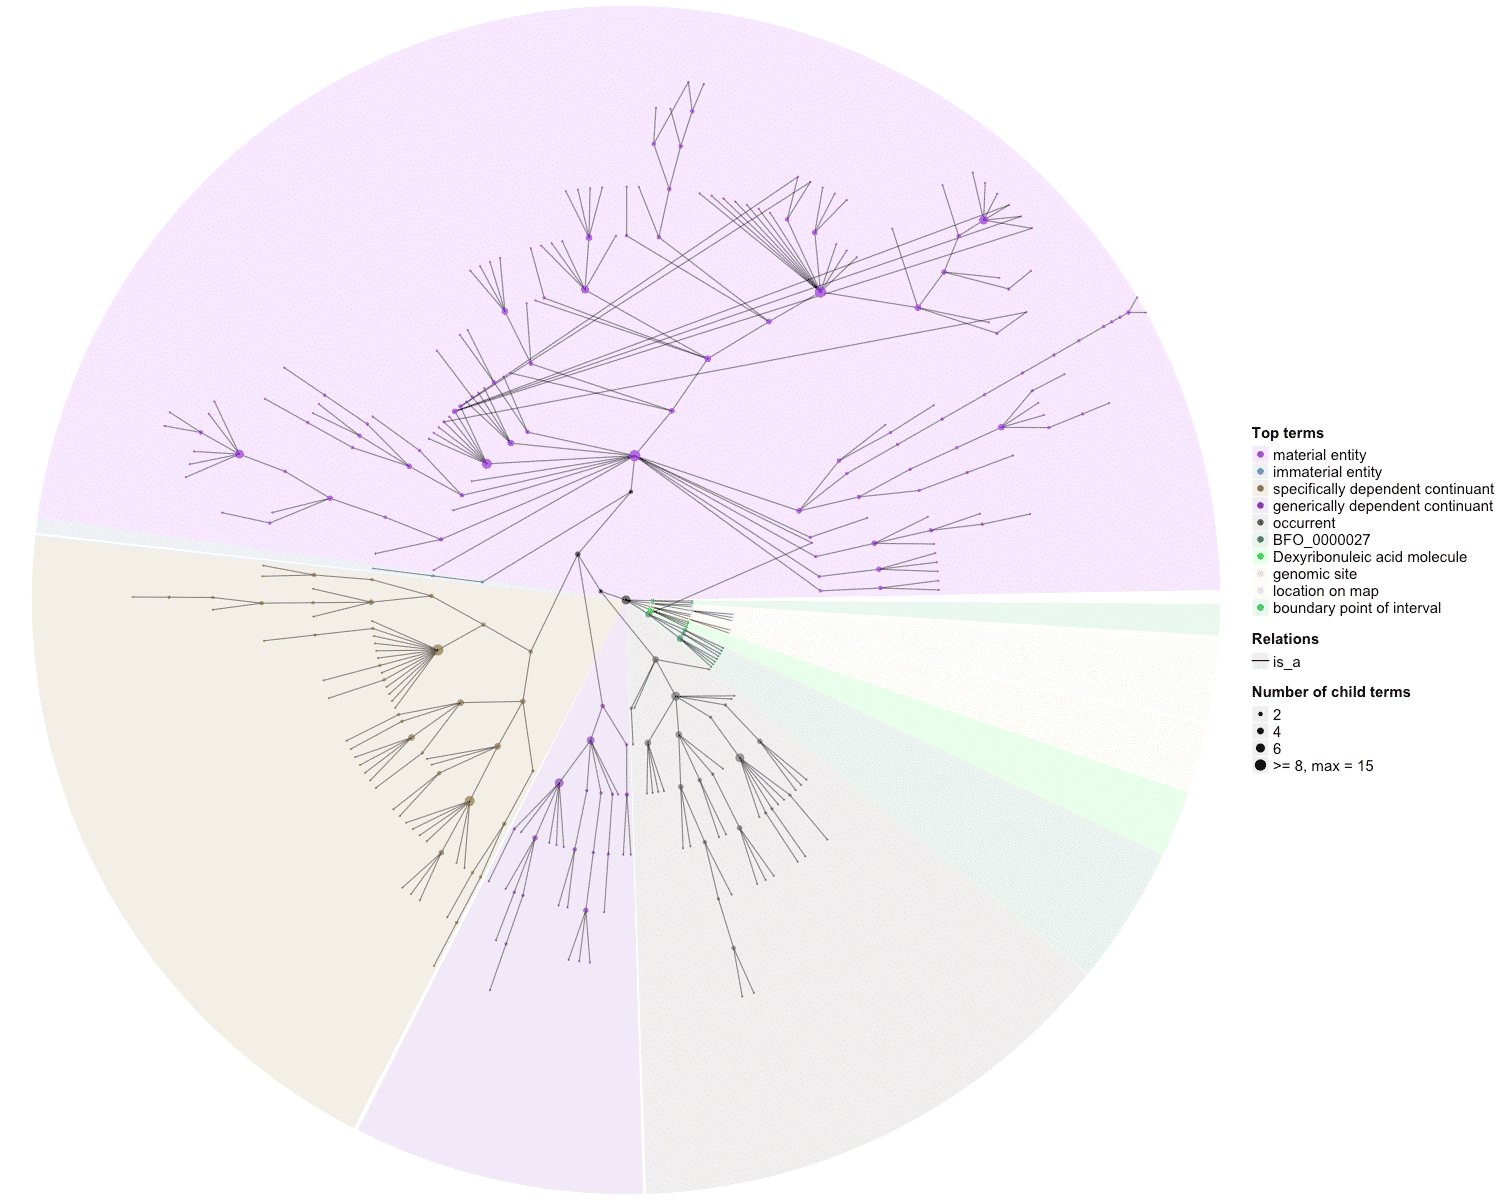 Top terms
material entity
immaterial entity
specifically dependent continuant
generically dependent continuant
occurrent
BFO_0000027
Dexyribonuleic acid molecule
genomic site
location on map
boundary point of interval
Relations
is_a
Number of child terms
2
4
6
>= 8, max = 15